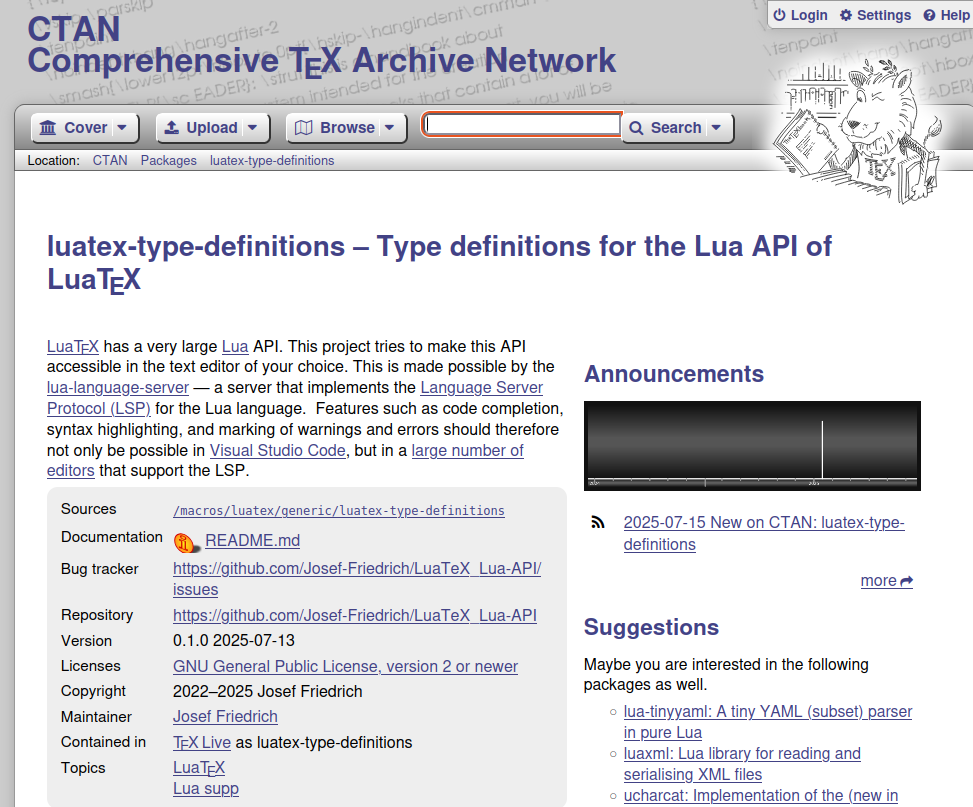 CTAN
Comprehensive TEX Archive Network
Login Settings Help
Cover
Upload
Browse
Search
Location: CTAN Packages luatex-type-definitions
luatex-type-definitions – Type definitions for the Lua API of
LuaTEX
LuaTEX has a very large Lua API. This project tries to make this API
accessible in the text editor of your choice. This is made possible by the
lua-language-server — a server that implements the Language Server
Protocol (LSP) for the Lua language. Features such as code completion,
syntax highlighting, and marking of warnings and errors should therefore
not only be possible in Visual Studio Code, but in a large number of
editors that support the LSP.
Sources /macros/luatex/generic/luatex-type-definitions
Documentation README.md
Bug tracker https://github.com/Josef-Friedrich/LuaTeX_Lua-API/
issues
Repository https://github.com/Josef-Friedrich/LuaTeX_Lua-API
Version 0.1.0 2025-07-13
Licenses GNU General Public License, version 2 or newer
Copyright 2022–2025 Josef Friedrich
Maintainer Josef Friedrich
Contained in TEX Live as luatex-type-definitions
Topics LuaTEX
Lua supp
Announcements
2025-07-15 New on CTAN: luatex-type-
definitions
more
Suggestions
Maybe you are interested in the following
packages as well.
lua-tinyyaml: A tiny YAML (subset) parser
in pure Lua
luaxml: Lua library for reading and
serialising XML files
ucharcat: Implementation of the (new in